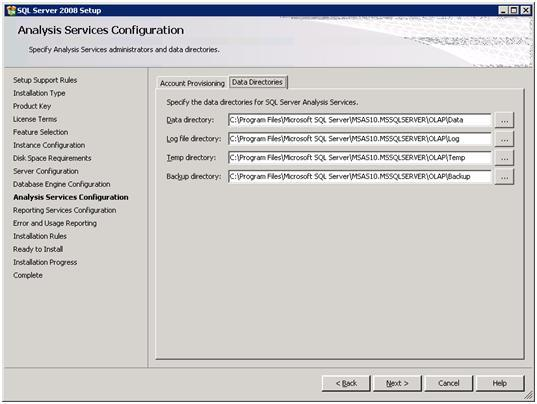 SQL Server 2008 Setup
Analysis Services Configuration
Specify Analysis Services administrators and data directories.
Setup Support Rules
Installation Type
Product Key
License Terms
Feature Selection
Instance Configuration
Disk Space Requirements
Server Configuration
Database Engine Configuration
Analysis Services Configuration
Reporting Services Configuration
Error and Usage Reporting
Installation Rules
Ready to Install
Installation Progress
Complete
Account Provisioning Data Directories
Specify the data directories for SQL Server Analysis Services.
Data directory: C:\Program Files\Microsoft SQL Server\MSAS10.MSSQLSERVER\OLAP\Data ...
Log file directory: C:\Program Files\Microsoft SQL Server\MSAS10.MSSQLSERVER\OLAP\Log ...
Temp directory: C:\Program Files\Microsoft SQL Server\MSAS10.MSSQLSERVER\OLAP\Temp ...
Backup directory: C:\Program Files\Microsoft SQL Server\MSAS10.MSSQLSERVER\OLAP\Backup ...
< Back Next > Cancel Help